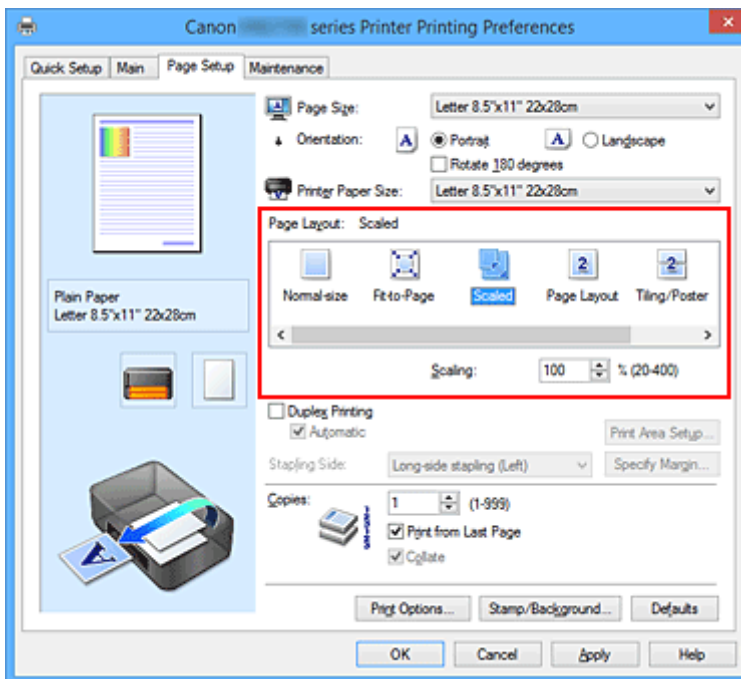 Canon series Printer Printing Preferences
Quick Setup Main Page Setup Maintenance
Page Size: Letter 8.5"x11" 22x28cm
Orientation: A Portrait A Landscape
Rotate 180 degrees
Printer Paper Size: Letter 8.5"x11" 22x28cm
Page Layout: Scaled
Normal-size Fit-to-Page Scaled Page Layout Tiling/Poster
Plain Paper
Letter 8.5"x11" 22x28cm
Scaling: 100 % (20-400)
Duplex Printing
Automatic
Print Area Setup...
Stapling Side: Long-side stapling (Left) Specify Margin...
Copies: 1 (1-999)
Print from Last Page
Collate
Print Options... Stamp/Background... Defaults
OK Cancel Apply Help